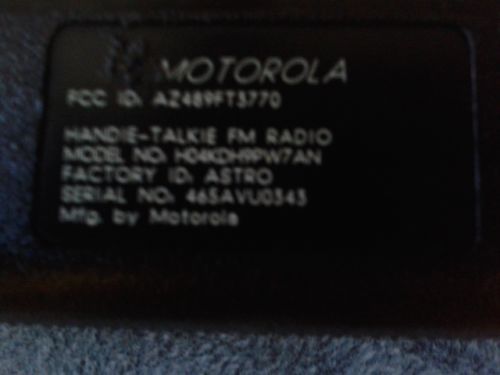 MOTOROLA
FCC ID: AZ489FT3770
HANDIE-TALKIE FM RADIO
MODEL NO: H04KDH9PW7AN
FACTORY ID: ASTRO
SERIAL NO: 465AVU0343
Mfg. by Motorola